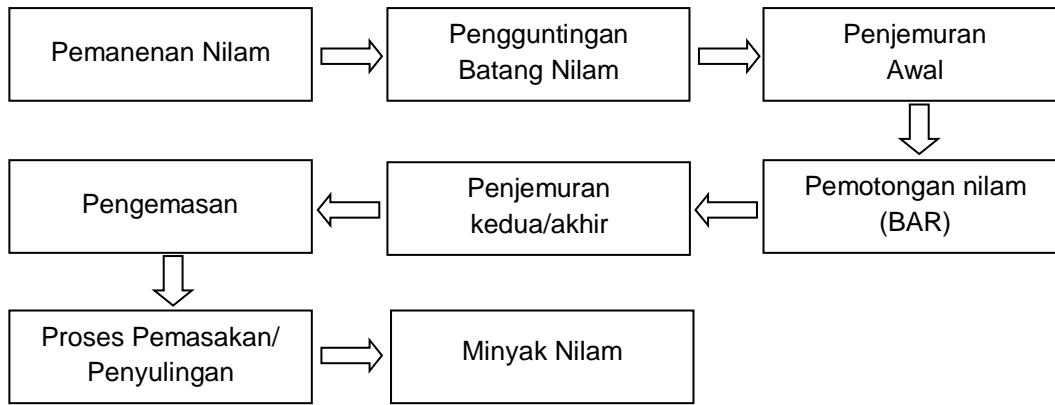 Pemanenan Nilam
Pengguntingan
Batang Nilam
Penjemuran
Awal
Pemotongan nilam
(BAR)
Penjemuran
kedua/akhir
Pengemasan
Proses Pemasakan/
Penyulingan
Minyak Nilam